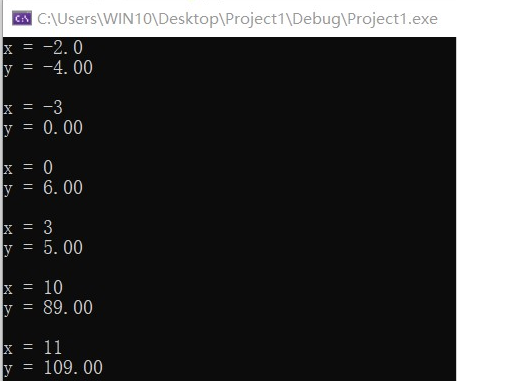 C:\Users\WIN10\Desktop\Project1\Debug\Project1.exe
x = -2.0
y = -4.00
x = -3
y = 0.00
x = 0
y = 6.00
x = 3
y = 5.00
x = 10
y = 89.00
x = 11
y = 109.00